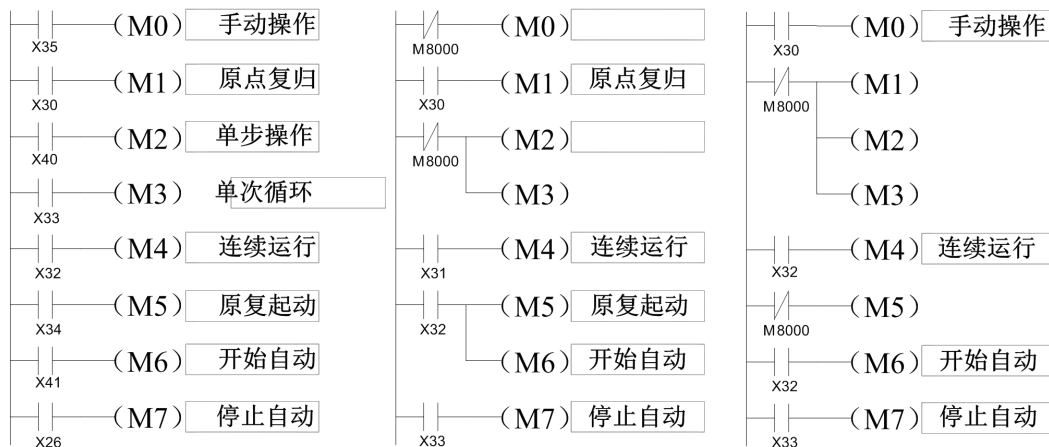 （M0） 手动操作
X35
（M1） 原点复归
X30
（M2） 单步操作
X40
（M3） 单次循环
X33
（M4） 连续运行
X32
（M5） 原复起动
X34
（M6） 开始自动
X41
（M7） 停止自动
X26
（M0）
M8000
（M1） 原点复归
X30
（M2）
M8000
（M3）
（M4） 连续运行
X31
（M5） 原复起动
X32
（M6） 开始自动
（M7） 停止自动
X33
（M0） 手动操作
X30
（M1）
M8000
（M2）
（M3）
（M4） 连续运行
X32
（M5）
M8000
（M6） 开始自动
X32
（M7） 停止自动
X33